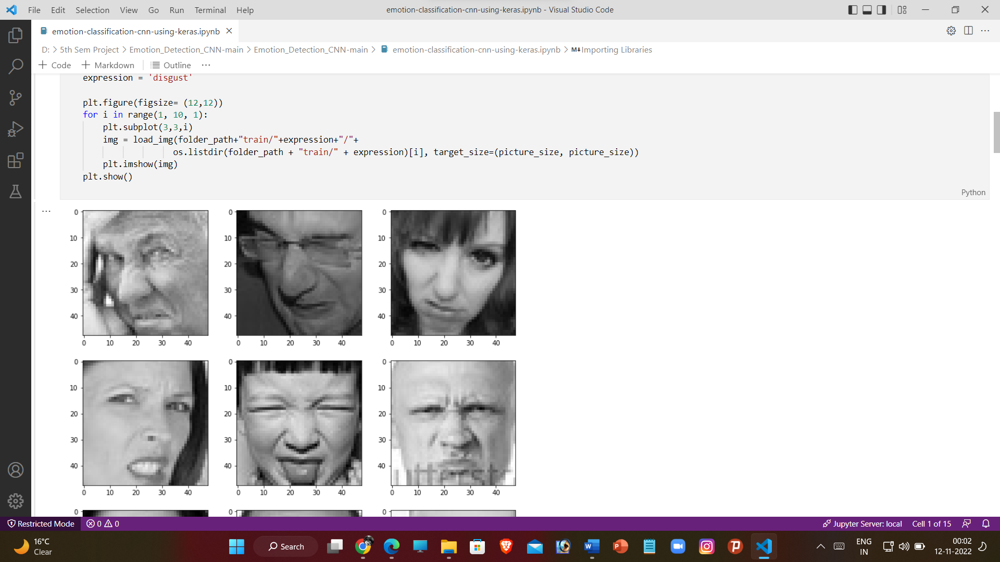 File Edit Selection View Go Run Terminal Help
emotion-classification-cnn-using-keras.ipynb - Visual Studio Code
emotion-classification-cnn-using-keras.ipynb
D: > 5th Sem Project > Emotion_Detection_CNN-main > Emotion_Detection_CNN-main > emotion-classification-cnn-using-keras.ipynb > M↓Importing Libraries
+ Code + Markdown Outline ...
expression = 'disgust'
plt.figure(figsize= (12,12))
for i in range(1, 10, 1):
    plt.subplot(3,3,i)
    img = load_img(folder_path+"train/"+expression+"/"+
                  os.listdir(folder_path + "train/" + expression)[i], target_size=(picture_size, picture_size))
    plt.imshow(img)
plt.show()
Python
...
0 0 0
10 10 10
20 20 20
30 30 30
40 40 40
0 10 20 30 40 0 10 20 30 40 0 10 20 30 40
0 0 0
10 10 10
20 20 20
30 30 30
40 40 40
0 10 20 30 40 0 10 20 30 40 0 10 20 30 40
0 0 0
Restricted Mode 0 0 Jupyter Server: local Cell 1 of 15
16°C
Clear
Search
ENG
IN
00:02
12-11-2022